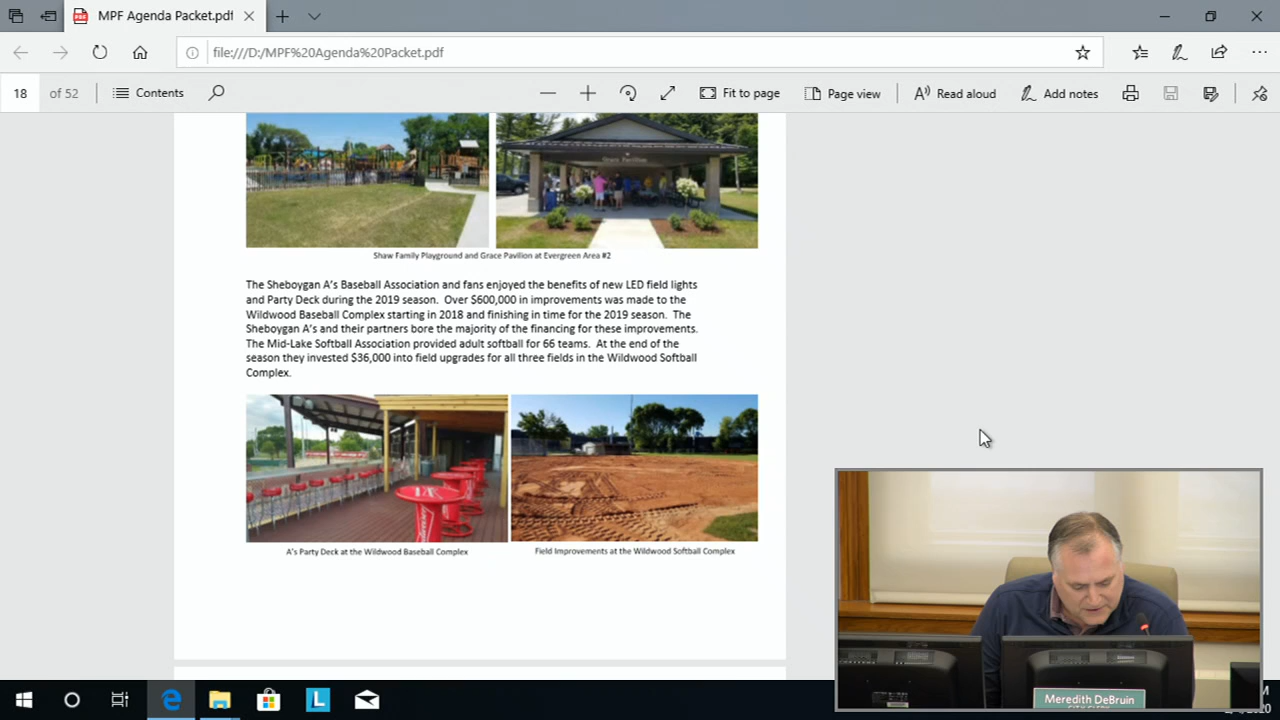 MPF Agenda Packet.pdf
file:///D:/MPF%20Agenda%20Packet.pdf
18 of 52 Contents Fit to page Page view Read aloud Add notes
Grace Pavilion
Shaw Family Playground and Grace Pavilion at Evergreen Area #2
The Sheboygan A's Baseball Association and fans enjoyed the benefits of new LED field lights
and Party Deck during the 2019 season. Over $600,000 in improvements was made to the
Wildwood Baseball Complex starting in 2018 and finishing in time for the 2019 season. The
Sheboygan A's and their partners bore the majority of the financing for these improvements.
The Mid-Lake Softball Association provided adult softball for 66 teams. At the end of the
season they invested $36,000 into field upgrades for all three fields in the Wildwood Softball
Complex.
A's Party Deck at the Wildwood Baseball Complex
Field Improvements at the Wildwood Softball Complex
Meredith DeBruin
CITY CLERK